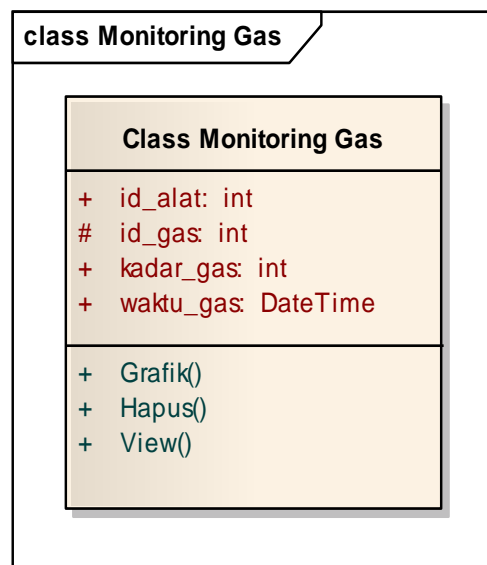 class Monitoring Gas
Class Monitoring Gas
+ id_alat: int
# id_gas: int
+ kadar_gas: int
+ waktu_gas: DateTime
+ Grafik()
+ Hapus()
+ View()